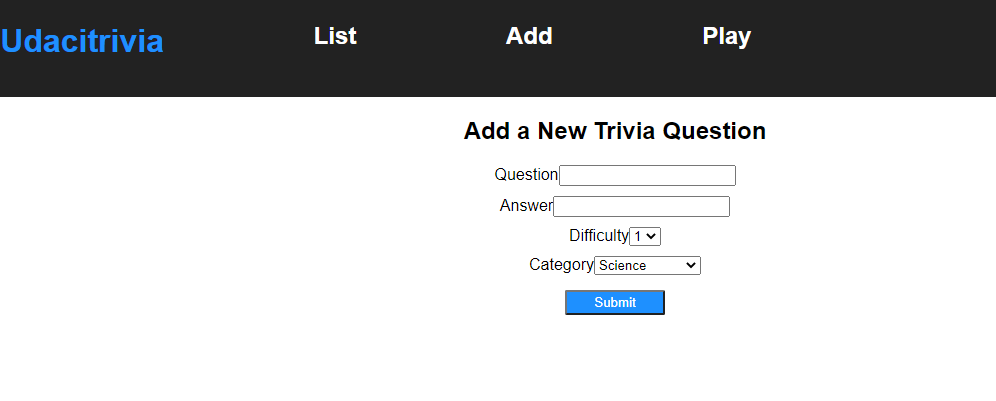 Udacitrivia List Add Play
Add a New Trivia Question
Question
Answer
Difficulty 1
Category Science
Submit